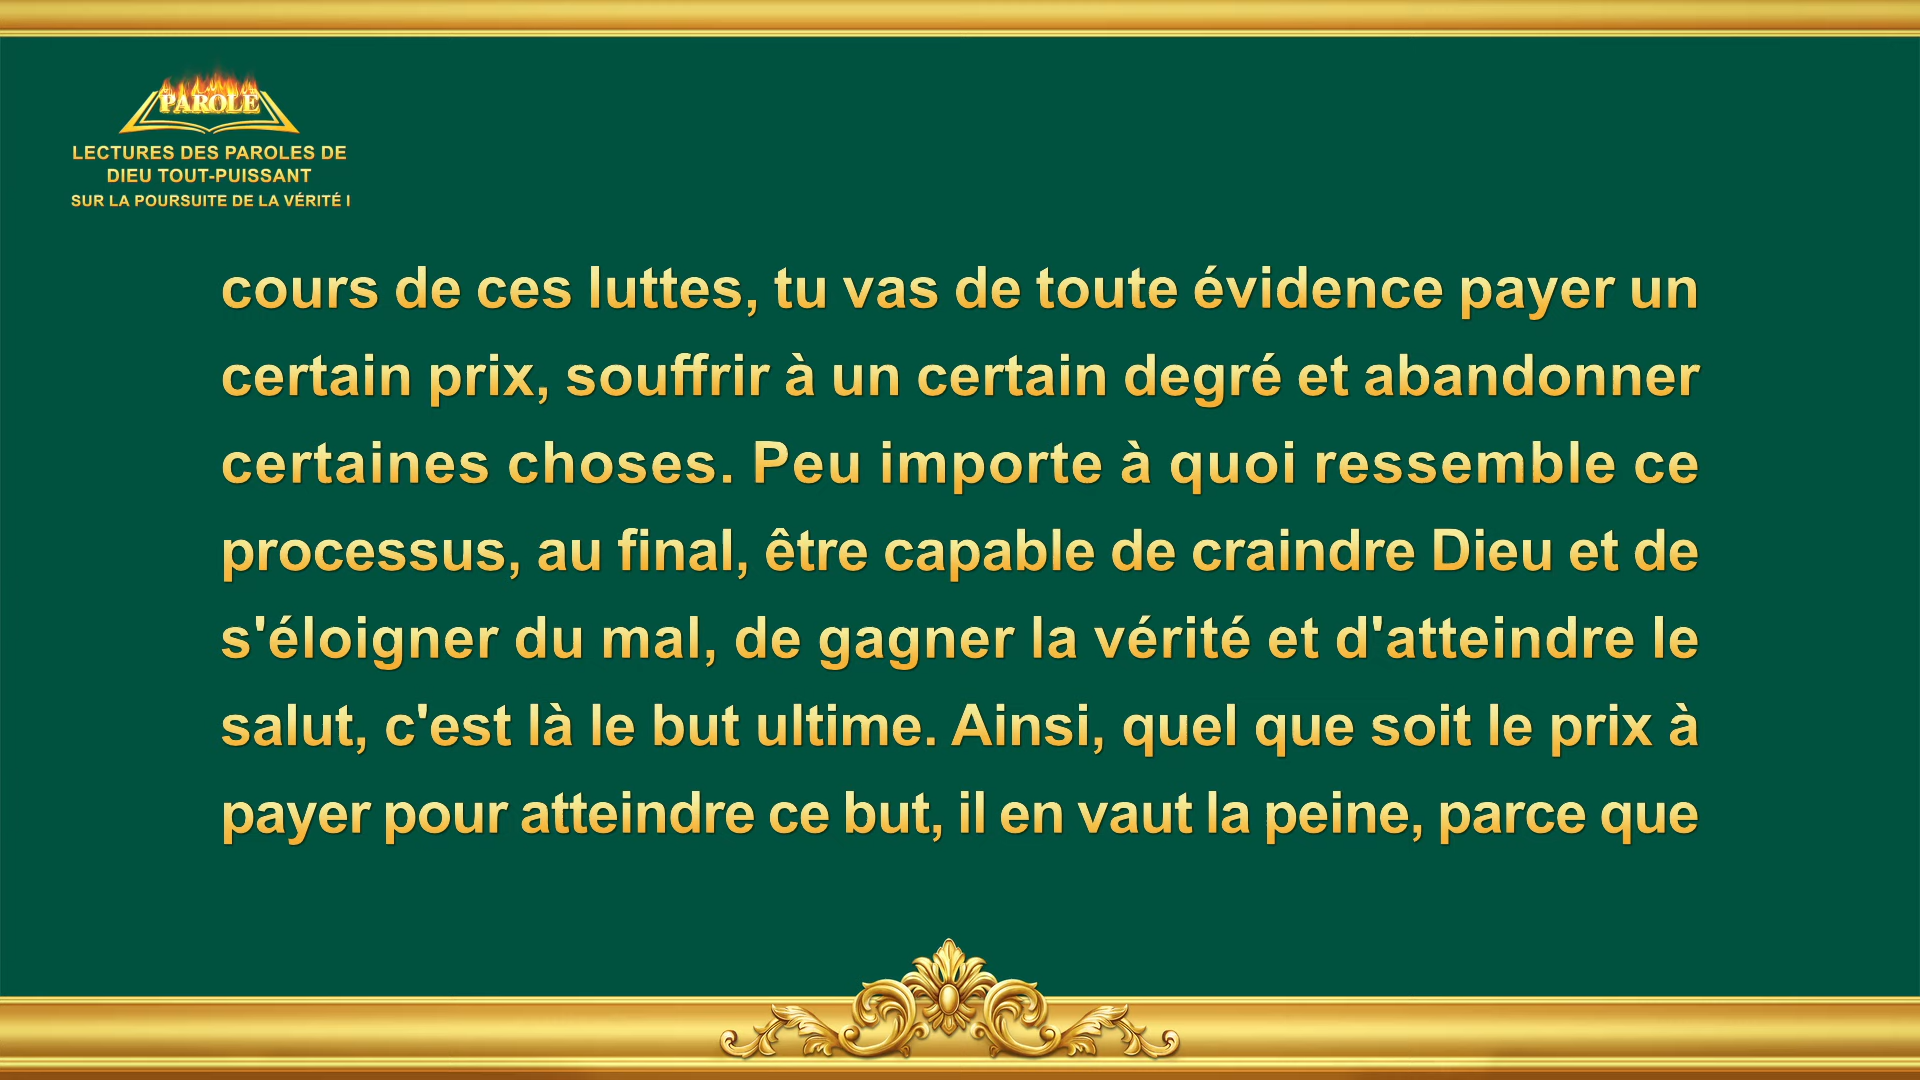 PAROLE
LECTURES DES PAROLES DE
DIEU TOUT-PUISSANT
SUR LA POURSUITE DE LA VÉRITÉ I
cours de ces luttes, tu vas de toute évidence payer un
certain prix, souffrir à un certain degré et abandonner
certaines choses. Peu importe à quoi ressemble ce
processus, au final, être capable de craindre Dieu et de
s'éloigner du mal, de gagner la vérité et d'atteindre le
salut, c'est là le but ultime. Ainsi, quel que soit le prix à
payer pour atteindre ce but, il en vaut la peine, parce que